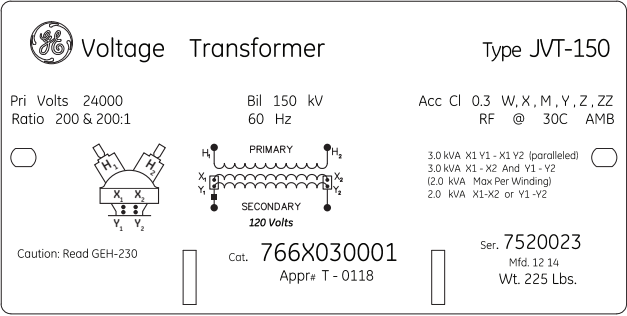 GE Voltage Transformer Type JVT-150
Pri Volts 24000 Bil 150 kV Acc Cl 0.3 W, X, M, Y, Z, ZZ
Ratio 200 & 200:1 60 Hz RF @ 30C AMB
H1 H2
X1 X2
Y1 Y2
H1 PRIMARY H2
X1 X2
Y1 Y2
SECONDARY
120 Volts
3.0 kVA X1 Y1 - X1 Y2 (paralleled)
3.0 kVA X1 - X2 And Y1 - Y2
(2.0 kVA Max Per Winding)
2.0 kVA X1-X2 or Y1-Y2
Caution: Read GEH-230
Cat. 766X030001
Appr# T - 0118
Ser. 7520023
Mfd. 12 14
Wt. 225 Lbs.